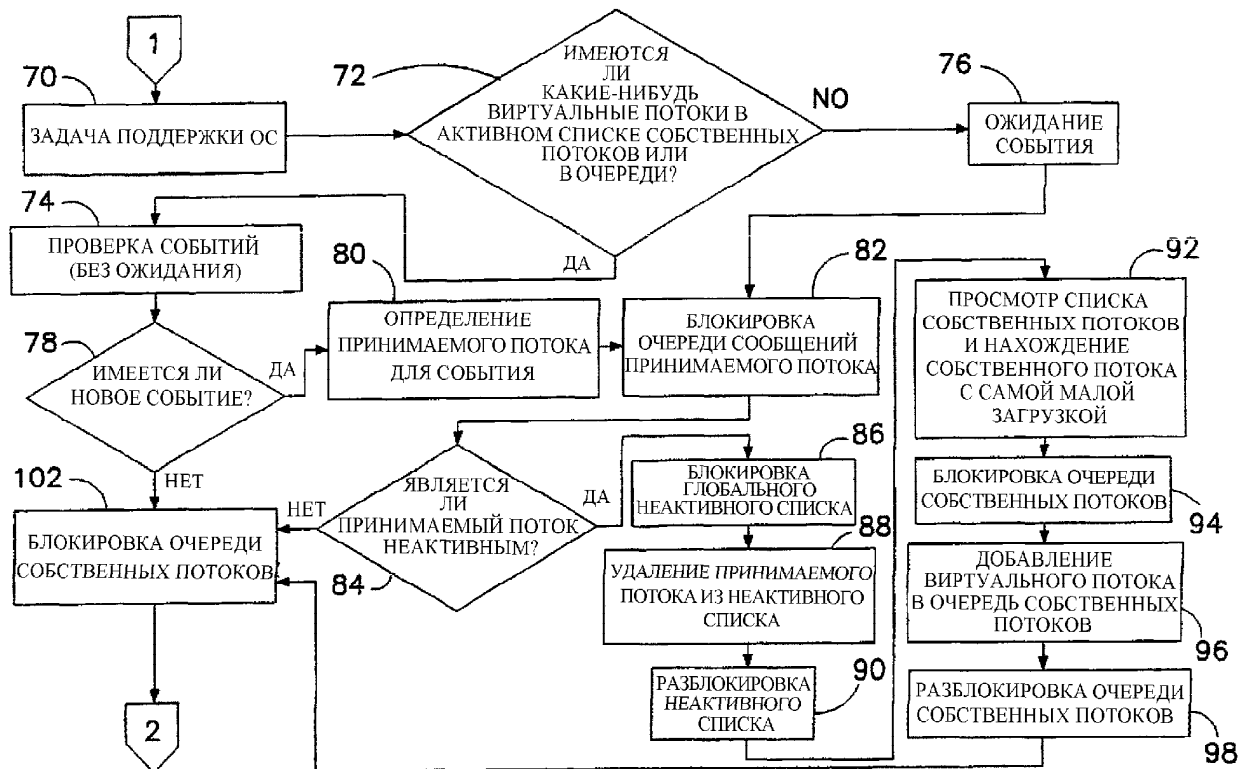 1
70
ЗАДАЧА ПОДДЕРЖКИ ОС
72
ИМЕЮТСЯ
ЛИ
КАКИЕ-НИБУДЬ
ВИРТУАЛЬНЫЕ ПОТОКИ В
АКТИВНОМ СПИСКЕ СОБСТВЕННЫХ
ПОТОКОВ ИЛИ
В ОЧЕРЕДИ?
NO
76
ОЖИДАНИЕ
СОБЫТИЯ
ДА
74
ПРОВЕРКА СОБЫТИЙ
(БЕЗ ОЖИДАНИЯ)
78
ИМЕЕТСЯ ЛИ
НОВОЕ СОБЫТИЕ?
ДА
НЕТ
80
ОПРЕДЕЛЕНИЕ
ПРИНИМАЕМОГО ПОТОКА
ДЛЯ СОБЫТИЯ
82
БЛОКИРОВКА
ОЧЕРЕДИ СООБЩЕНИЙ
ПРИНИМАЕМОГО ПОТОКА
84
ЯВЛЯЕТСЯ
ЛИ
ПРИНИМАЕМЫЙ ПОТОК
НЕАКТИВНЫМ?
НЕТ
ДА
86
БЛОКИРОВКА
ГЛОБАЛЬНОГО
НЕАКТИВНОГО СПИСКА
88
УДАЛЕНИЕ ПРИНИМАЕМОГО
ПОТОКА ИЗ НЕАКТИВНОГО
СПИСКА
90
РАЗБЛОКИРОВКА
НЕАКТИВНОГО
СПИСКА
92
ПРОСМОТР СПИСКА
СОБСТВЕННЫХ ПОТОКОВ
И НАХОЖДЕНИЕ
СОБСТВЕННОГО ПОТОКА
С САМОЙ МАЛОЙ
ЗАГРУЗКОЙ
БЛОКИРОВКА ОЧЕРЕДИ
СОБСТВЕННЫХ ПОТОКОВ
94
ДОБАВЛЕНИЕ
ВИРТУАЛЬНОГО ПОТОКА
В ОЧЕРЕДЬ СОБСТВЕННЫХ
ПОТОКОВ
96
РАЗБЛОКИРОВКА ОЧЕРЕДИ
СОБСТВЕННЫХ ПОТОКОВ
98
102
БЛОКИРОВКА ОЧЕРЕДИ
СОБСТВЕННЫХ ПОТОКОВ
2